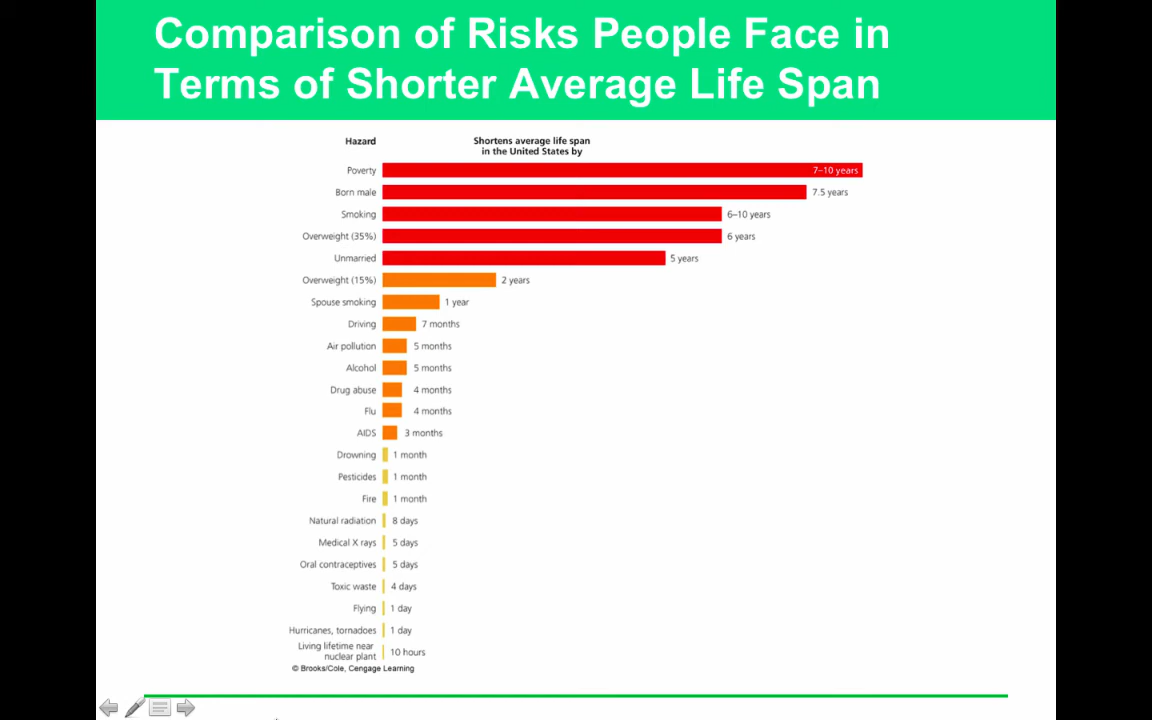 Comparison of Risks People Face in
Terms of Shorter Average Life Span
Hazard Shortens average life span
in the United States by
Poverty 7–10 years
Born male 7.5 years
Smoking 6–10 years
Overweight (35%) 6 years
Unmarried 5 years
Overweight (15%) 2 years
Spouse smoking 1 year
Driving 7 months
Air pollution 5 months
Alcohol 5 months
Drug abuse 4 months
Flu 4 months
AIDS 3 months
Drowning 1 month
Pesticides 1 month
Fire 1 month
Natural radiation 8 days
Medical X rays 5 days
Oral contraceptives 5 days
Toxic waste 4 days
Flying 1 day
Hurricanes, tornadoes 1 day
Living lifetime near
nuclear plant 10 hours
© Brooks/Cole, Cengage Learning